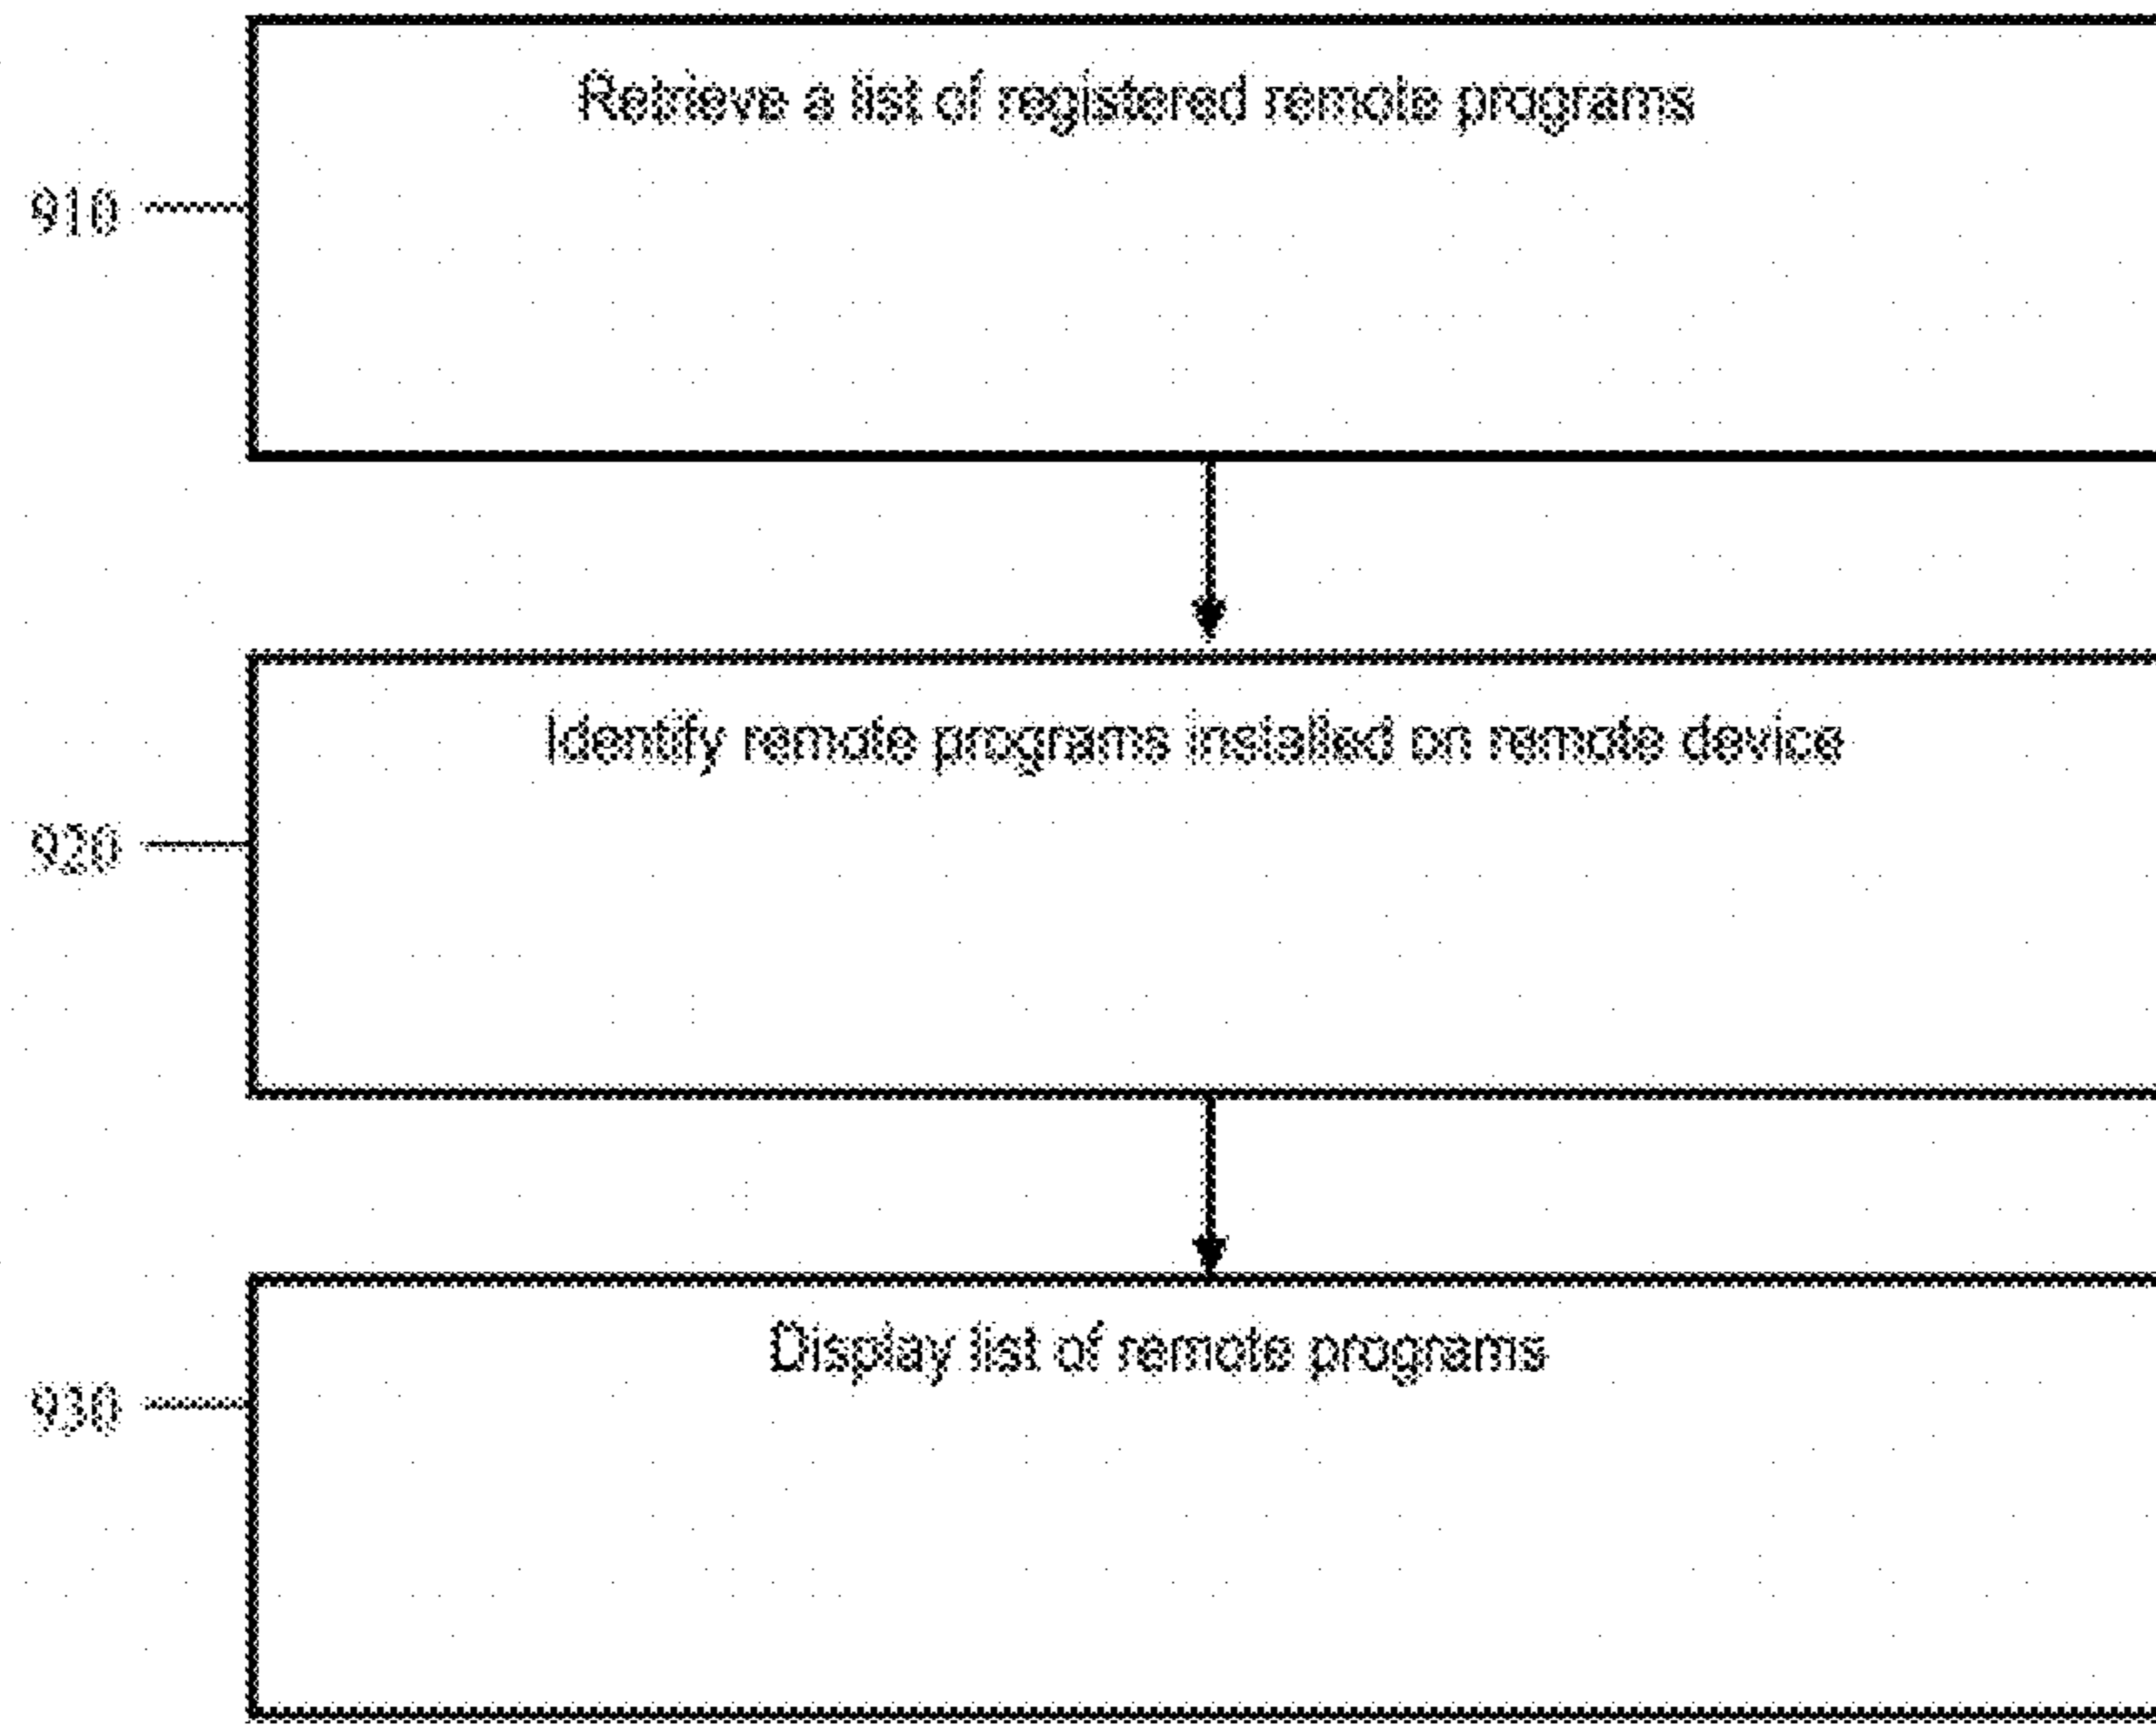 Retrieve a list of registered remote programs
910
Identify remote programs installed on remote device
920
Display list of remote programs
930